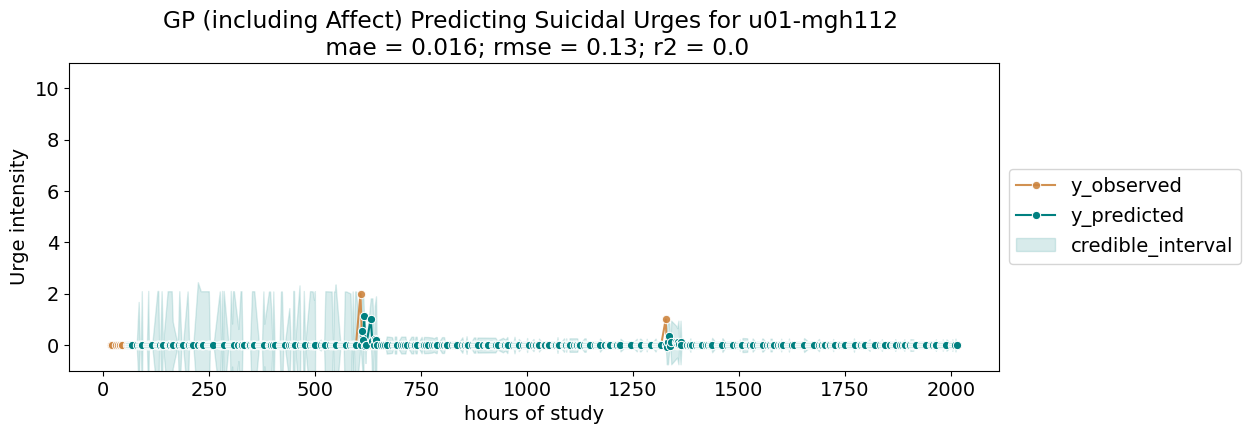 GP (including Affect) Predicting Suicidal Urges for u01-mgh112
mae = 0.016; rmse = 0.13; r2 = 0.0
Urge intensity
10
8
6
4
2
0
0 250 500 750 1000 1250 1500 1750 2000
hours of study
y_observed
y_predicted
credible_interval